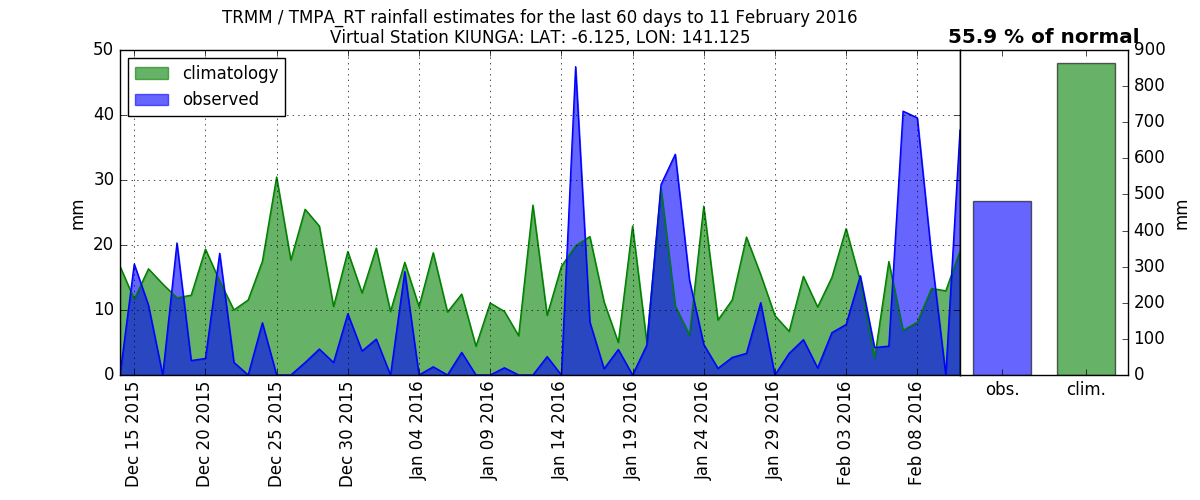 TRMM / TMPA_RT rainfall estimates for the last 60 days to 11 February 2016
Virtual Station KIUNGA: LAT: -6.125, LON: 141.125
55.9 % of normal
climatology
observed
mm
50
40
30
20
10
0
Dec 15 2015
Dec 20 2015
Dec 25 2015
Dec 30 2015
Jan 04 2016
Jan 09 2016
Jan 14 2016
Jan 19 2016
Jan 24 2016
Jan 29 2016
Feb 03 2016
Feb 08 2016
obs.
clim.
900
800
700
600
500
400
300
200
100
0
mm